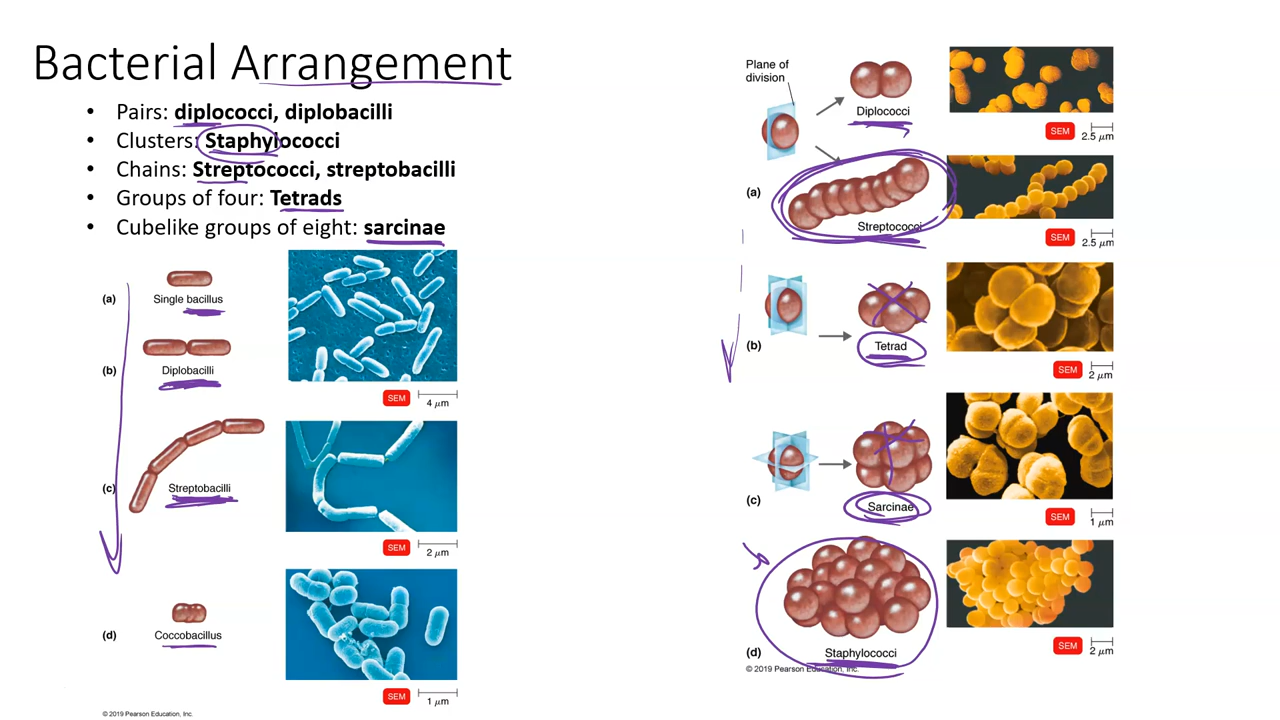 Bacterial Arrangement
• Pairs: diplococci, diplobacilli
• Clusters: Staphylococci
• Chains: Streptococci, streptobacilli
• Groups of four: Tetrads
• Cubelike groups of eight: sarcinae
(a)
Single bacillus
SEM
4 μm
(b)
Diplobacilli
(c)
Streptobacilli
SEM
2 μm
(d)
Coccobacillus
SEM
1 μm
© 2019 Pearson Education, Inc.
Plane of
division
Diplococci
SEM
2.5 μm
(a)
Streptococci
SEM
2.5 μm
(b)
Tetrad
SEM
2 μm
(c)
Sarcinae
SEM
1 μm
(d)
Staphylococci
SEM
2 μm
© 2019 Pearson Education, Inc.